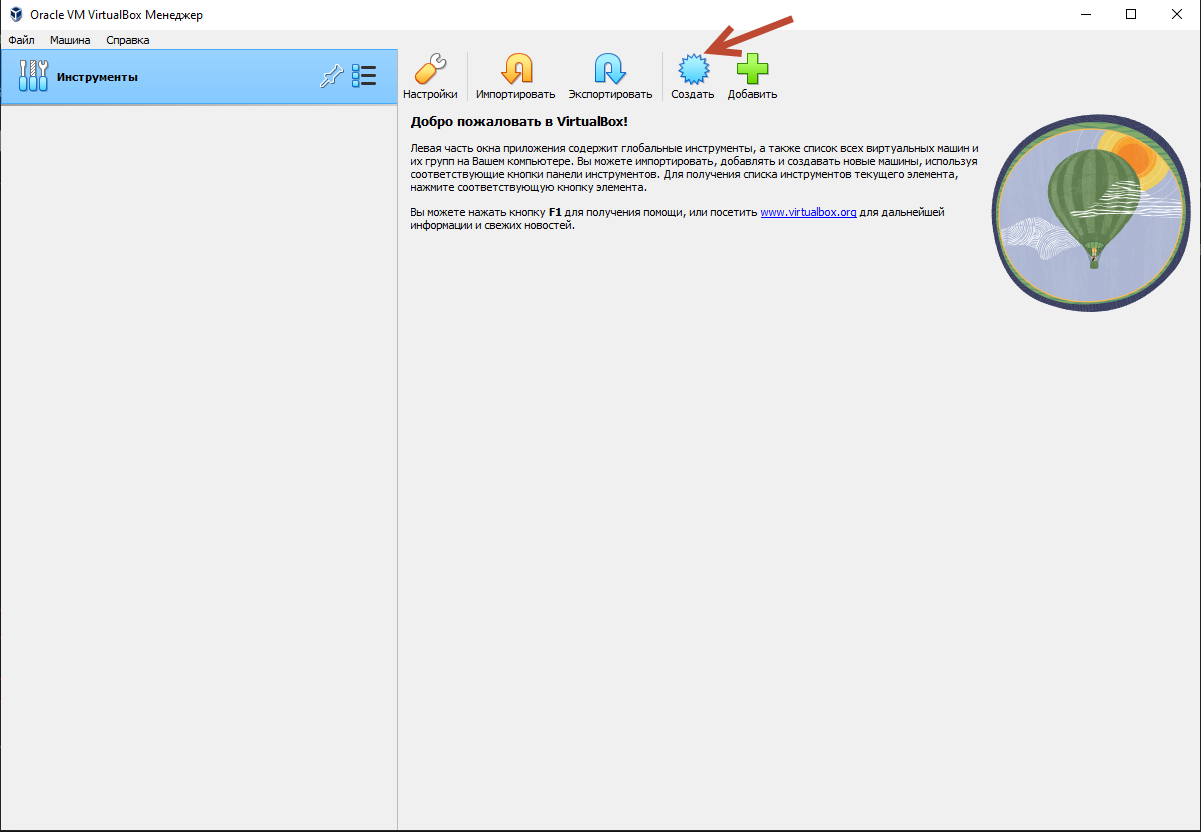 Oracle VM VirtualBox Менеджер
Файл Машина Справка
Инструменты
Настройки Импортировать Экспортировать Создать Добавить
Добро пожаловать в VirtualBox!
Левая часть окна приложения содержит глобальные инструменты, а также список всех виртуальных машин и
их групп на Вашем компьютере. Вы можете импортировать, добавлять и создавать новые машины, используя
соответствующие кнопки панели инструментов. Для получения списка инструментов текущего элемента,
нажмите соответствующую кнопку элемента.
Вы можете нажать кнопку F1 для получения помощи, или посетить www.virtualbox.org для дальнейшей
информации и свежих новостей.